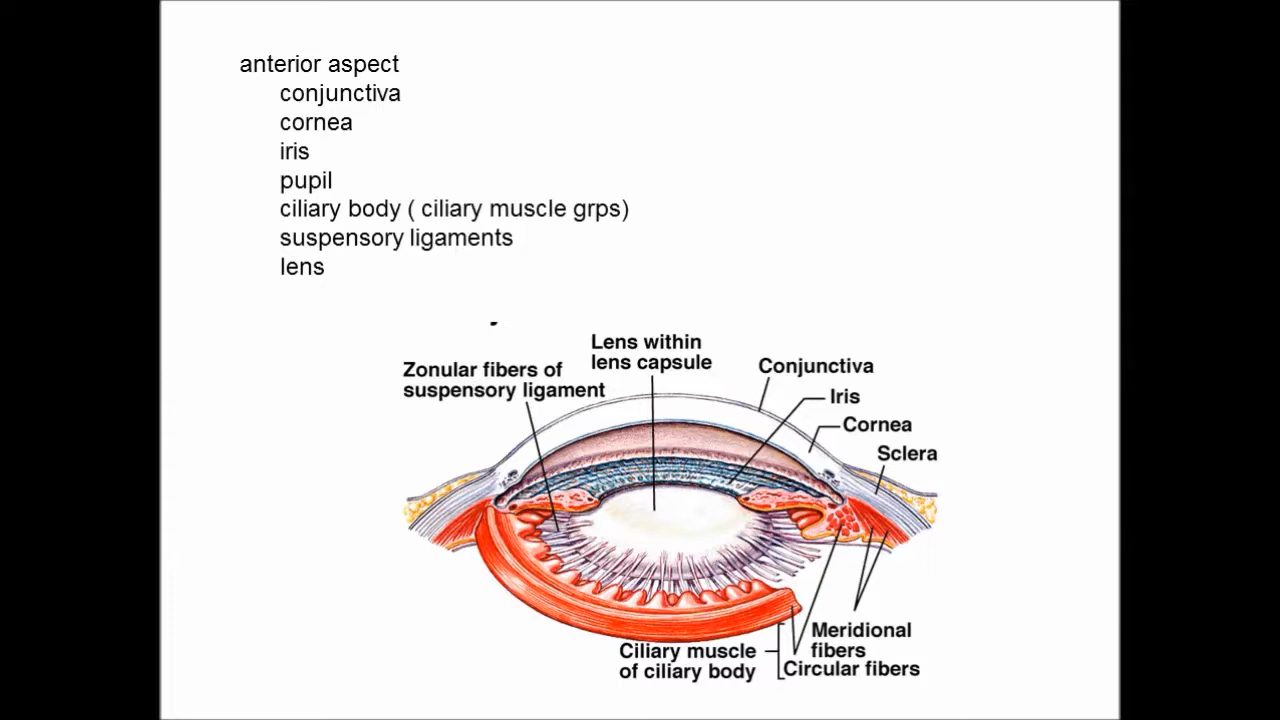 anterior aspect
conjunctiva
cornea
iris
pupil
ciliary body ( ciliary muscle grps)
suspensory ligaments
lens
Lens within
lens capsule
Zonular fibers of
suspensory ligament
Conjunctiva
Iris
Cornea
Sclera
Meridional
fibers
Ciliary muscle
of ciliary body
Circular fibers